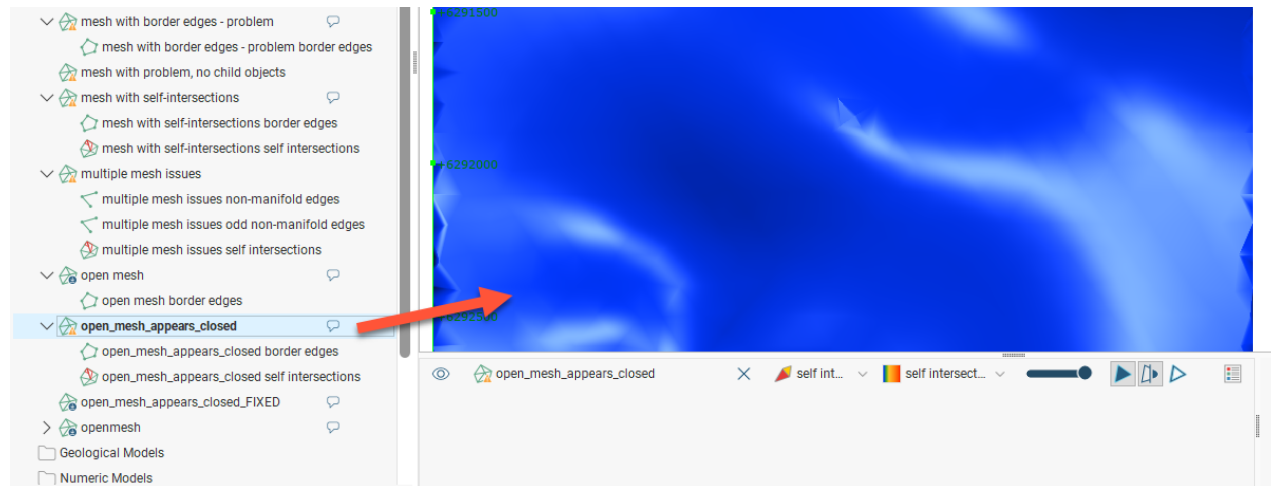 mesh with border edges - problem
mesh with border edges - problem border edges
mesh with problem, no child objects
mesh with self-intersections
mesh with self-intersections border edges
mesh with self-intersections self intersections
multiple mesh issues
multiple mesh issues non-manifold edges
multiple mesh issues odd non-manifold edges
multiple mesh issues self intersections
open mesh
open mesh border edges
open_mesh_appears_closed
open_mesh_appears_closed border edges
open_mesh_appears_closed self intersections
open_mesh_appears_closed_FIXED
openmesh
Geological Models
Numeric Models
-6291500
-6292000
-6292500
open_mesh_appears_closed self int... self intersect...